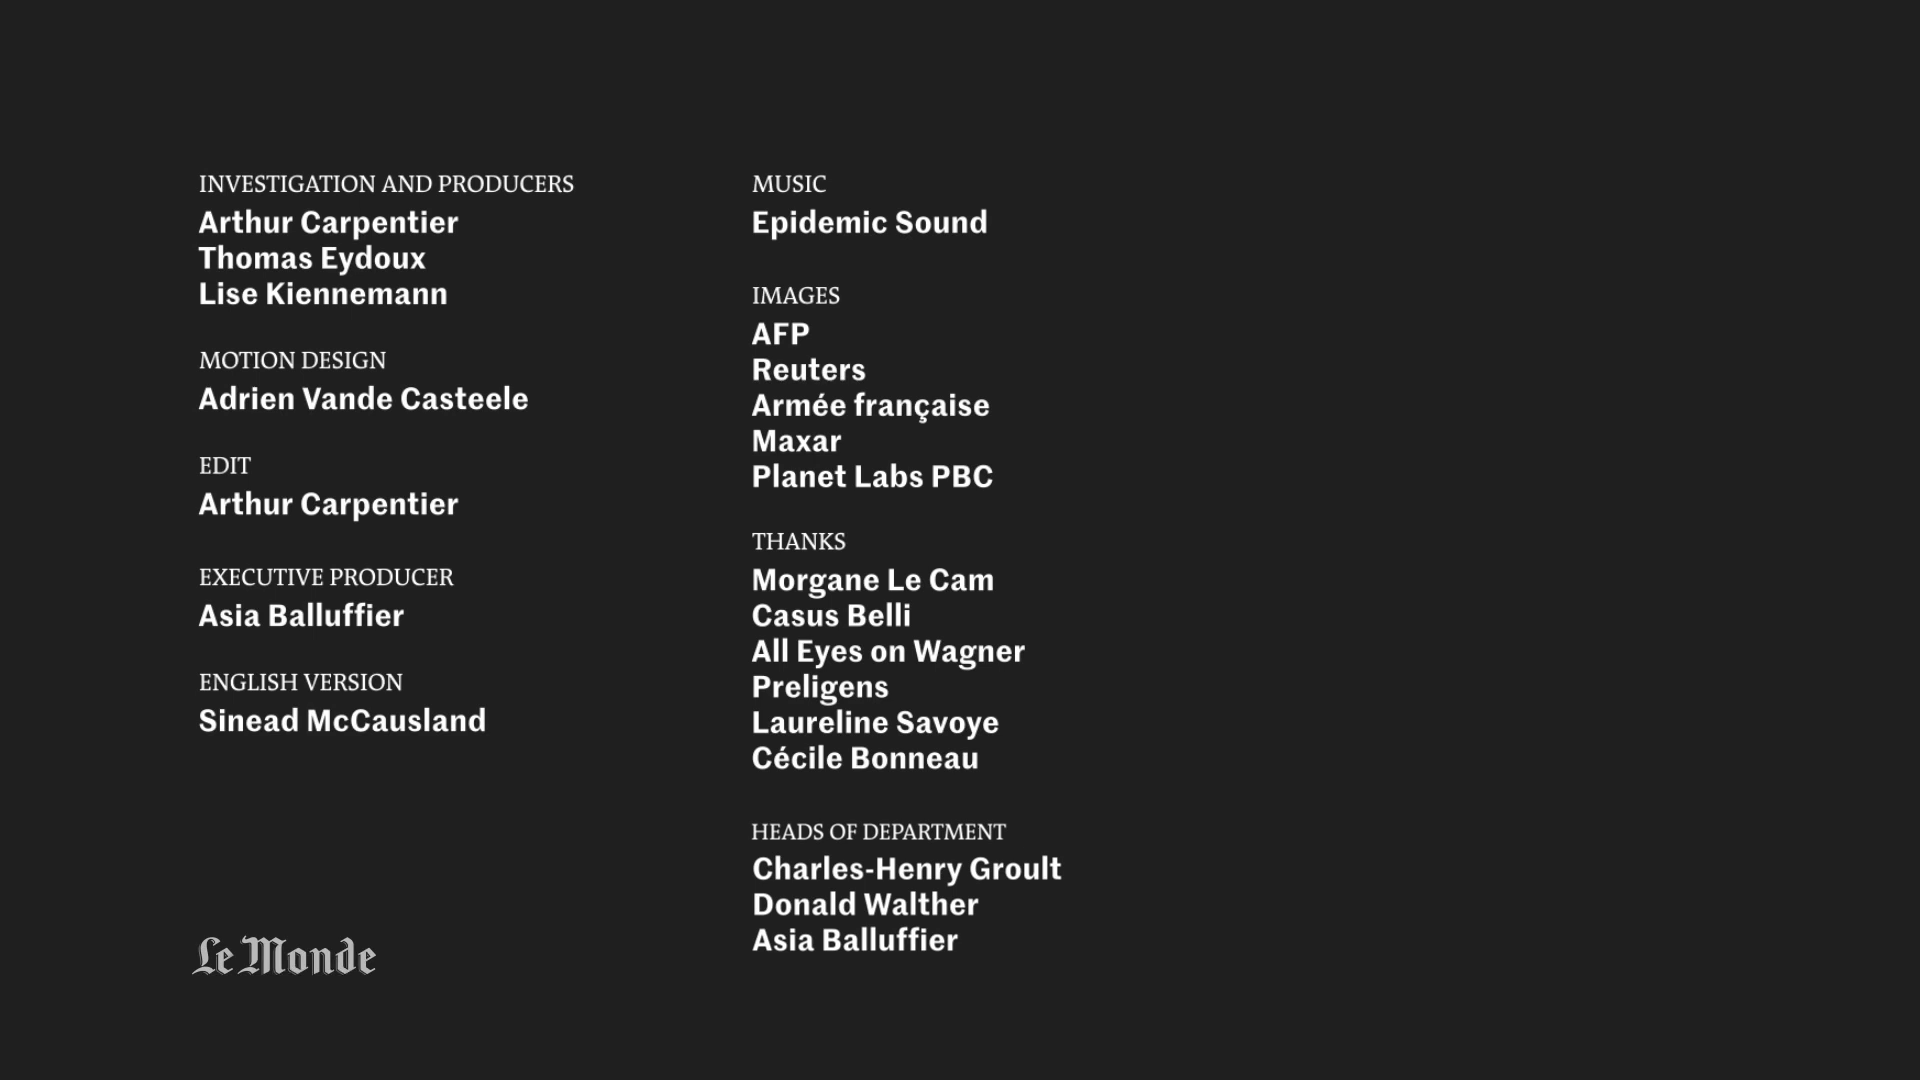 INVESTIGATION AND PRODUCERS
Arthur Carpentier
Thomas Eydoux
Lise Kiennemann
MOTION DESIGN
Adrien Vande Casteele
EDIT
Arthur Carpentier
EXECUTIVE PRODUCER
Asia Balluffier
ENGLISH VERSION
Sinead McCausland
Le Monde
MUSIC
Epidemic Sound
IMAGES
AFP
Reuters
Armée française
Maxar
Planet Labs PBC
THANKS
Morgane Le Cam
Casus Belli
All Eyes on Wagner
Preligens
Laureline Savoye
Cécile Bonneau
HEADS OF DEPARTMENT
Charles-Henry Groult
Donald Walther
Asia Balluffier